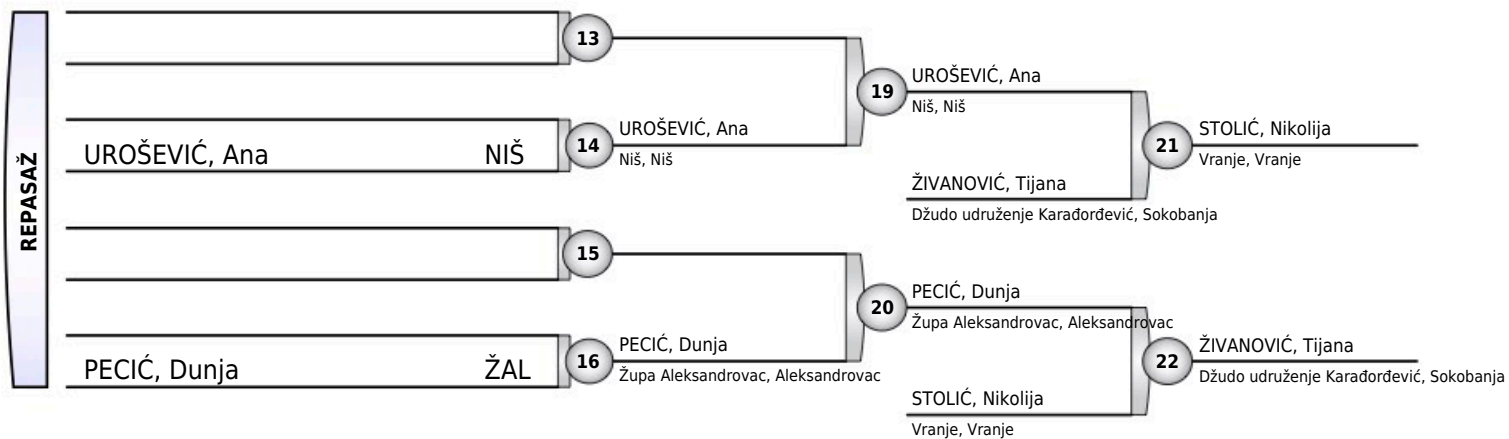 REPASAŽ
13
UROŠEVIĆ, Ana NIŠ
14
UROŠEVIĆ, Ana
Niš, Niš
19
UROŠEVIĆ, Ana
Niš, Niš
ŽIVANOVIĆ, Tijana
Džudo udruženje Karađorđević, Sokobanja
21
STOLIĆ, Nikolija
Vranje, Vranje
15
PECIĆ, Dunja ŽAL
16
PECIĆ, Dunja
Župa Aleksandrovac, Aleksandrovac
20
PECIĆ, Dunja
Župa Aleksandrovac, Aleksandrovac
STOLIĆ, Nikolija
Vranje, Vranje
22
ŽIVANOVIĆ, Tijana
Džudo udruženje Karađorđević, Sokobanja